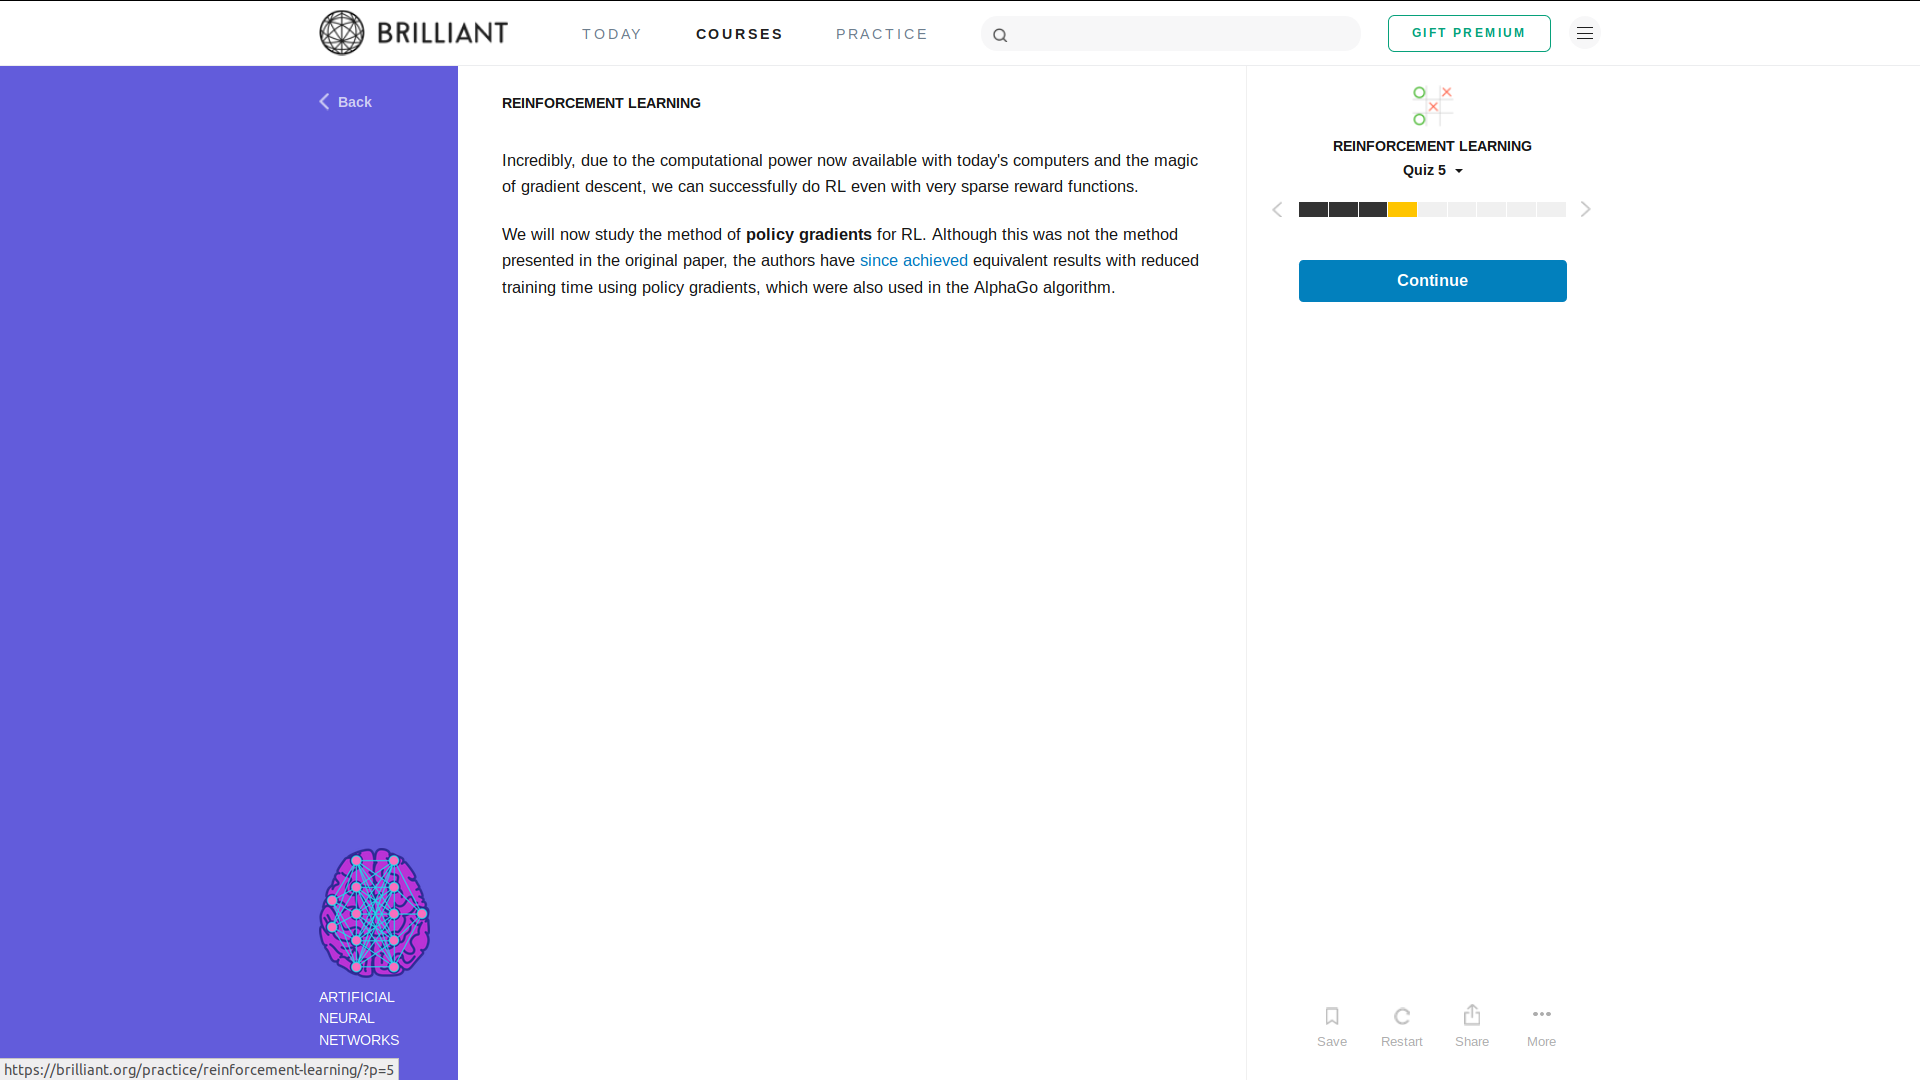 BRILLIANT
TODAY
COURSES
PRACTICE
GIFT PREMIUM
Back
REINFORCEMENT LEARNING
Incredibly, due to the computational power now available with today's computers and the magic
of gradient descent, we can successfully do RL even with very sparse reward functions.
We will now study the method of policy gradients for RL. Although this was not the method
presented in the original paper, the authors have since achieved equivalent results with reduced
training time using policy gradients, which were also used in the AlphaGo algorithm.
REINFORCEMENT LEARNING
Quiz 5
Continue
ARTIFICIAL
NEURAL
NETWORKS
Save
Restart
Share
More
https://brilliant.org/practice/reinforcement-learning/?p=5